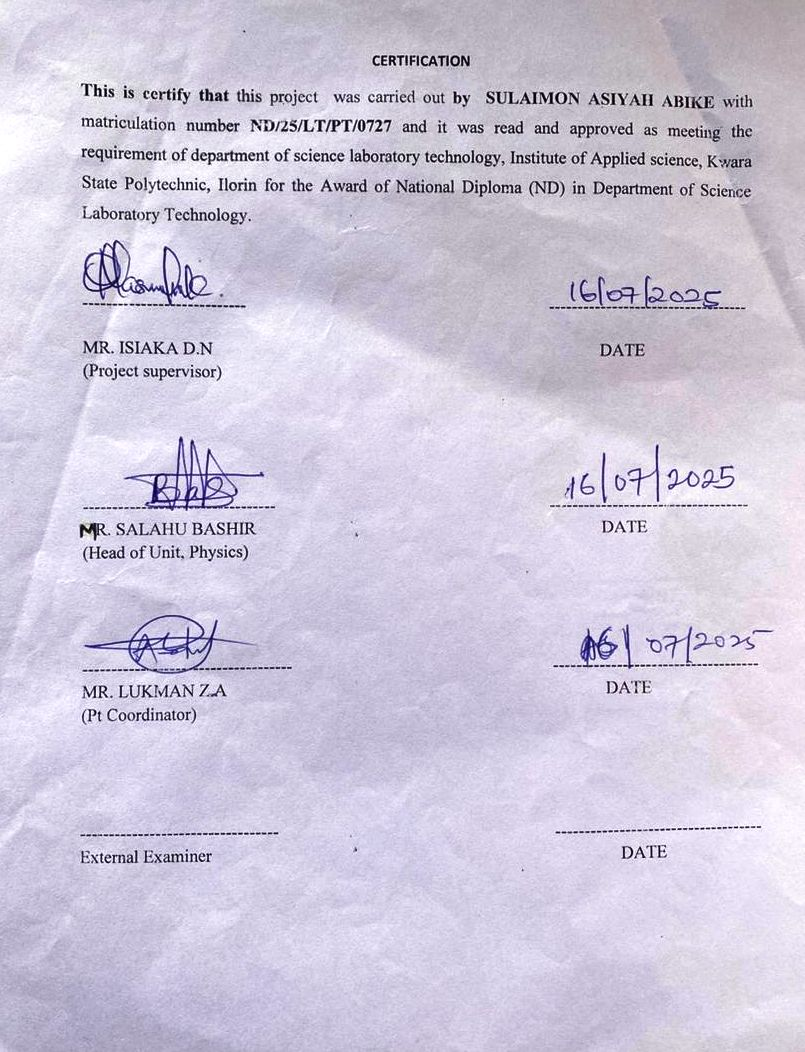 CERTIFICATION
This is certify that this project was carried out by SULAIMON ASIYAH ABIKE with
matriculation number ND/25/LT/PT/0727 and it was read and approved as meeting the
requirement of department of science laboratory technology, Institute of Applied science, Kwara
State Polytechnic, Ilorin for the Award of National Diploma (ND) in Department of Science
Laboratory Technology.
16/07/2025
MR. ISIAKA D.N DATE
(Project supervisor)
16/07/2025
MR. SALAHU BASHIR DATE
(Head of Unit, Physics)
16/07/2025
MR. LUKMAN Z.A DATE
(Pt Coordinator)
External Examiner DATE